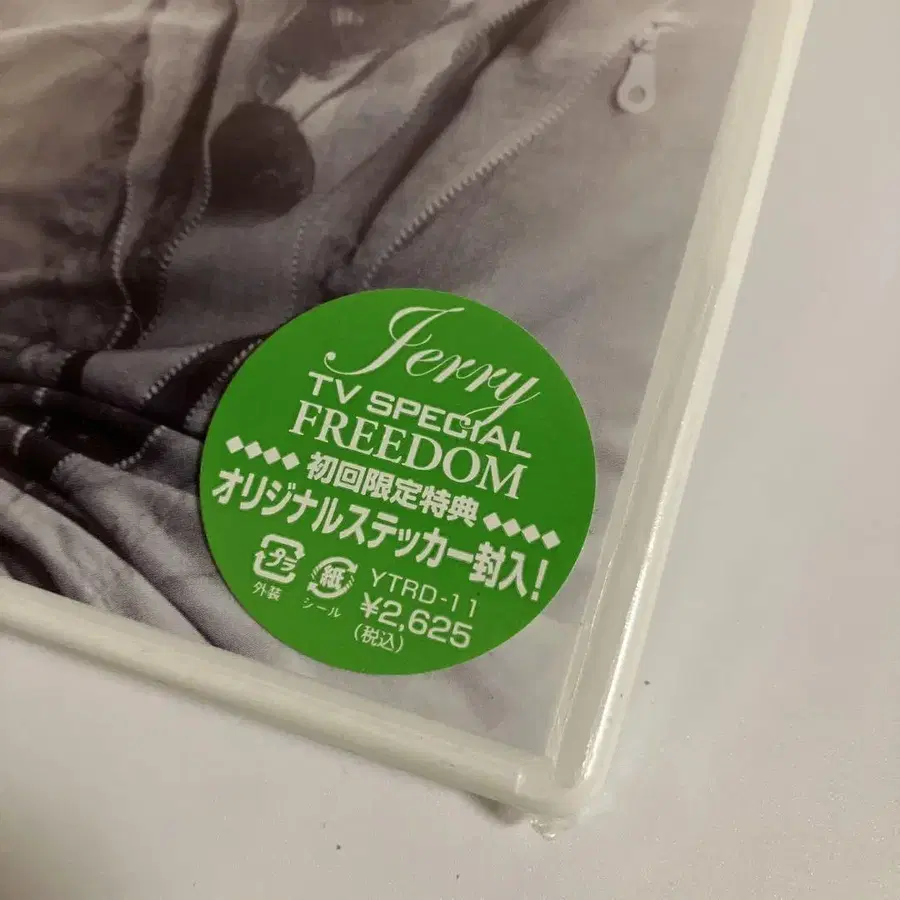 Jerry
TV SPECIAL
FREEDOM
初回限定特典
オリジナルステッカー封入!
プラ
外装
紙
シール
YTRD-11
¥2,625
(税込)